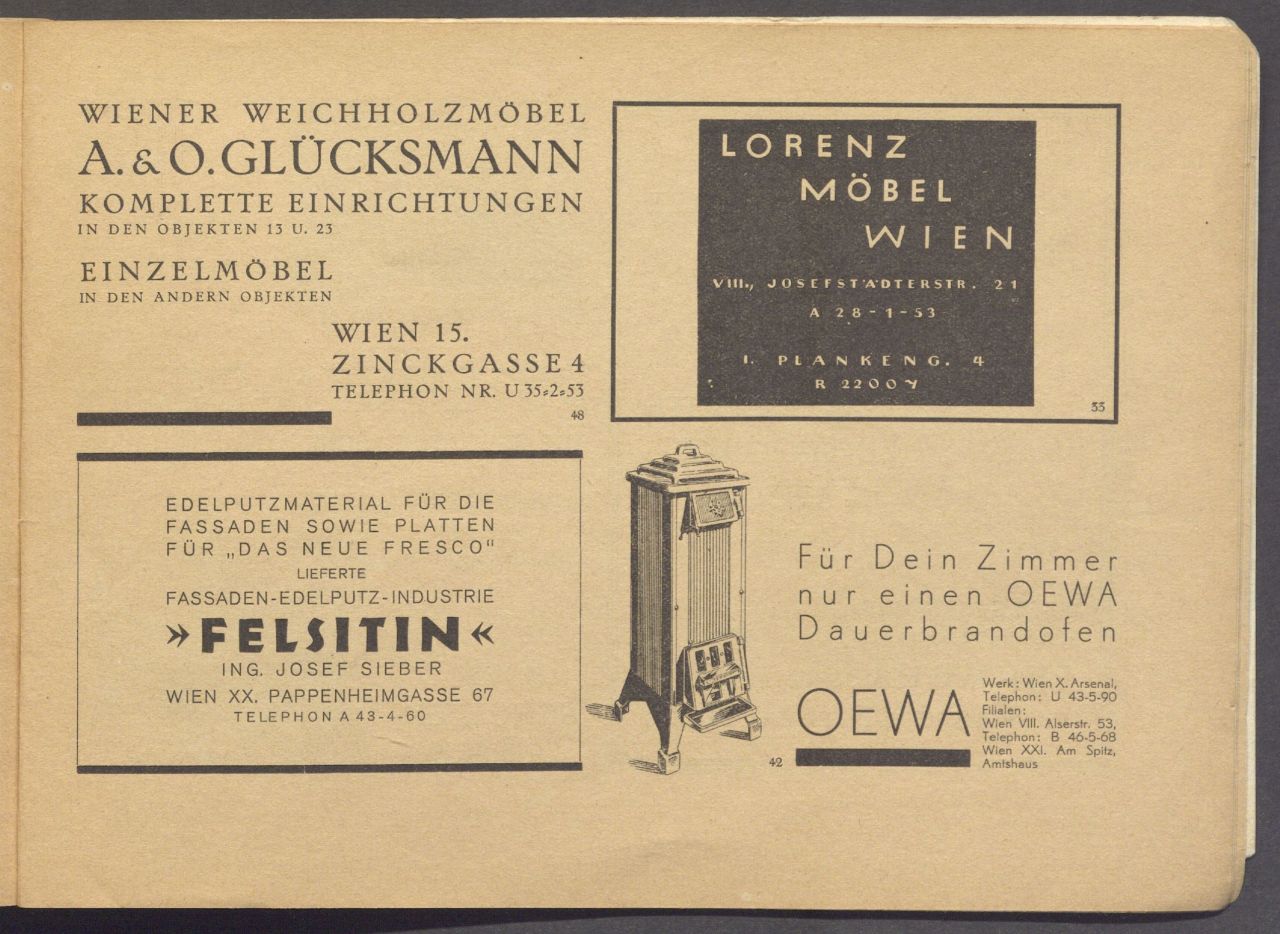 WIENER WEICHHOLZMÖBEL
A. & O. GLÜCKSMANN
KOMPLETTE EINRICHTUNGEN
IN DEN OBJEKTEN 13 U. 23
EINZELMÖBEL
IN DEN ANDERN OBJEKTEN
WIEN 15.
ZINCKGASSE 4
TELEPHON NR. U 35=2=53
48
LORENZ
MÖBEL
WIEN
VIII., JOSEFSTÄDTERSTR. 21
A 28-1-53
I. PLANKENG. 4
R 22004
33
EDELPUTZMATERIAL FÜR DIE
FASSADEN SOWIE PLATTEN
FÜR „DAS NEUE FRESCO"
LIEFERTE
FASSADEN-EDELPUTZ-INDUSTRIE
»FELSITIN«
ING. JOSEF SIEBER
WIEN XX. PAPPENHEIMGASSE 67
TELEPHON A 43-4-60
Für Dein Zimmer
nur einen OEWA
Dauerbrandofen
OEWA
Werk: Wien X. Arsenal,
Telephon: U 43-5-90
Filialen:
Wien VIII. Alserstr. 53,
Telephon: B 46-5-68
Wien XXI. Am Spitz,
Amtshaus
42